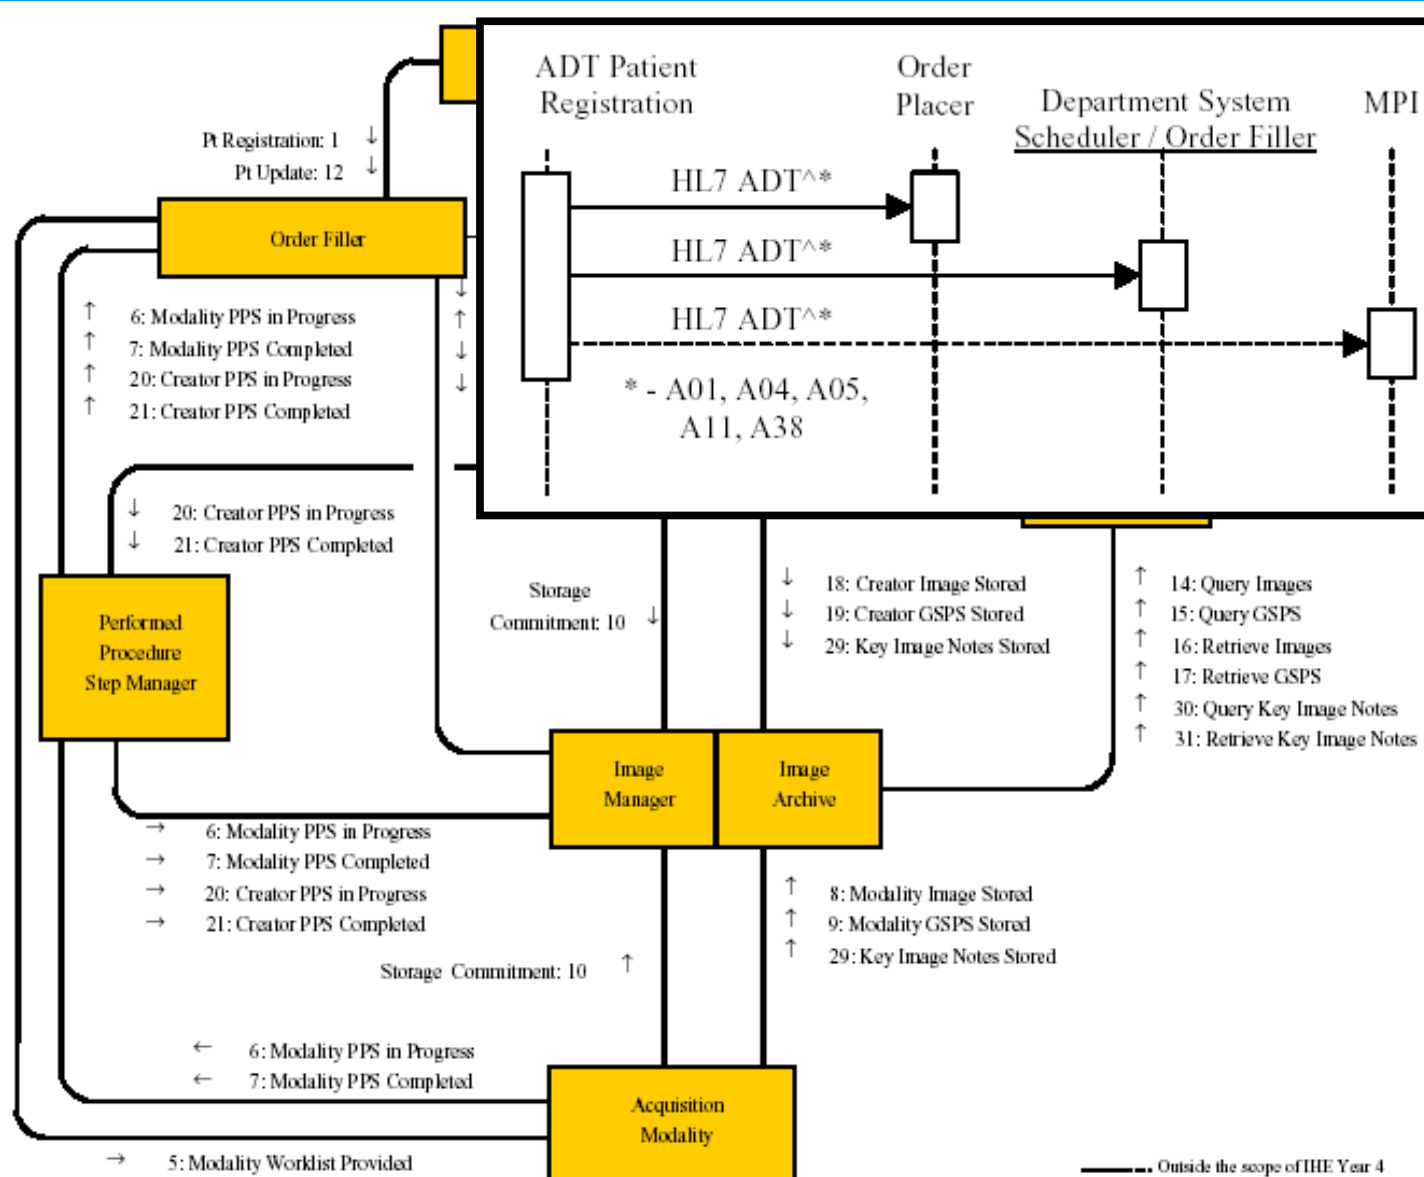 ADT Patient
Registration
Order
Placer
Department System
Scheduler / Order Filler
MPI
HL7 ADT^*
HL7 ADT^*
HL7 ADT^*
* - A01, A04, A05,
A11, A38
Pt Registration: 1 ↓
Pt Update: 12 ↓
Order Filler
↑ 6: Modality PPS in Progress
↑ 7: Modality PPS Completed
↑ 20: Creator PPS in Progress
↑ 21: Creator PPS Completed
↓
↑
↓
↓
↓ 20: Creator PPS in Progress
↓ 21: Creator PPS Completed
Performed
Procedure
Step Manager
Storage
Commitment: 10 ↓
↓ 18: Creator Image Stored
↓ 19: Creator GSPS Stored
↓ 29: Key Image Notes Stored
↑ 14: Query Images
↑ 15: Query GSPS
↑ 16: Retrieve Images
↑ 17: Retrieve GSPS
↑ 30: Query Key Image Notes
↑ 31: Retrieve Key Image Notes
Image
Manager
Image
Archive
→ 6: Modality PPS in Progress
→ 7: Modality PPS Completed
→ 20: Creator PPS in Progress
→ 21: Creator PPS Completed
↑ 8: Modality Image Stored
↑ 9: Modality GSPS Stored
↑ 29: Key Image Notes Stored
Storage Commitment: 10 ↑
← 6: Modality PPS in Progress
← 7: Modality PPS Completed
Acquisition
Modality
→ 5: Modality Worklist Provided
Outside the scope of IHE Year 4